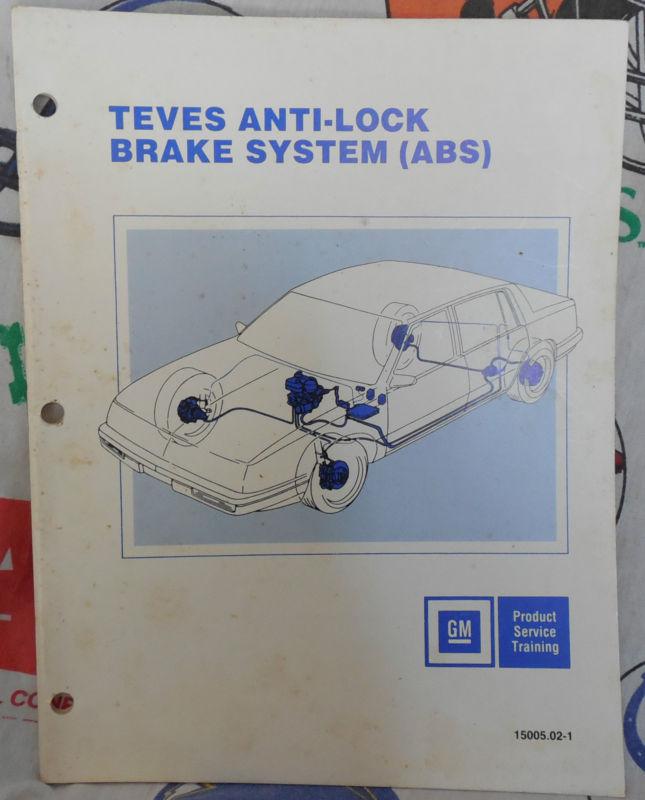 TEVES ANTI-LOCK
BRAKE SYSTEM (ABS)
GM
Product
Service
Training
15005.02-1